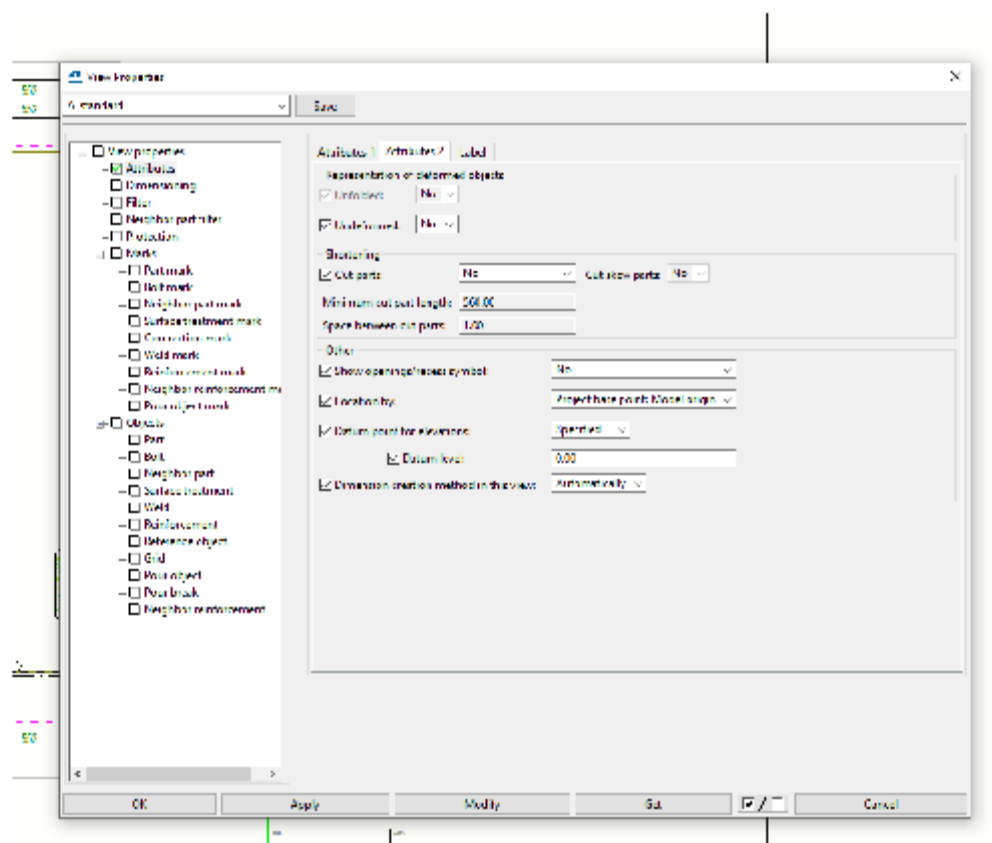 View Properties
standard
Save
View properties
Attributes
Dimensioning
Filter
Neighbor part filter
Protection
Marks
Part mark
Bolt mark
Neighbor part mark
Surface treatment mark
Connection mark
Weld mark
Reinforcement mark
Neighbor reinforcement m
Pour object mark
Objects
Part
Bolt
Neighbor part
Surface treatment
Weld
Reinforcement
Reference object
Grid
Pour object
Pour break
Neighbor reinforcement
Attributes 1 Attributes 2 Label
Representation of deformed objects
Unfolded: No
Undeformed: No
Shortening
Cut parts: No Cut skew parts: No
Minimum cut part length:
Space between cut parts: 1.00
Other
Show openings/recess symbol: No
Location by: Project base point: Model origin
Datum point for elevations: Specified
Datum level: 0.00
Dimension creation method in this view: Automatically
OK Apply Modify Get / Cancel